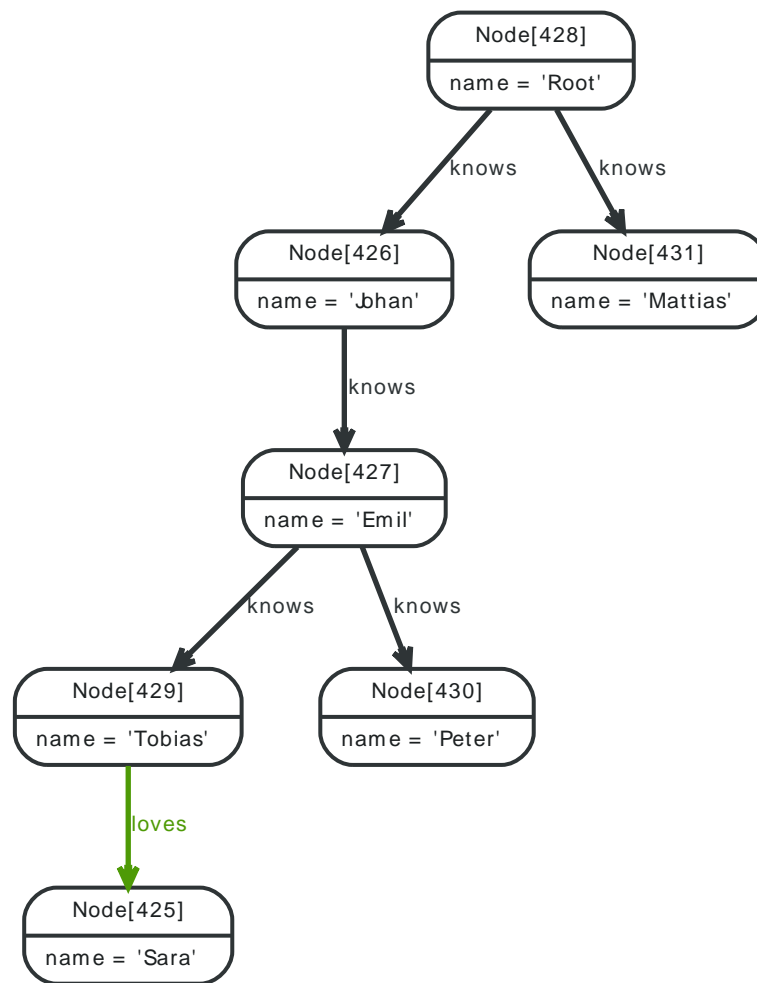 Node[428]
name = 'Root'
knows
knows
Node[426]
name = 'Johan'
Node[431]
name = 'Mattias'
knows
Node[427]
name = 'Emil'
knows
knows
Node[429]
name = 'Tobias'
Node[430]
name = 'Peter'
loves
Node[425]
name = 'Sara'